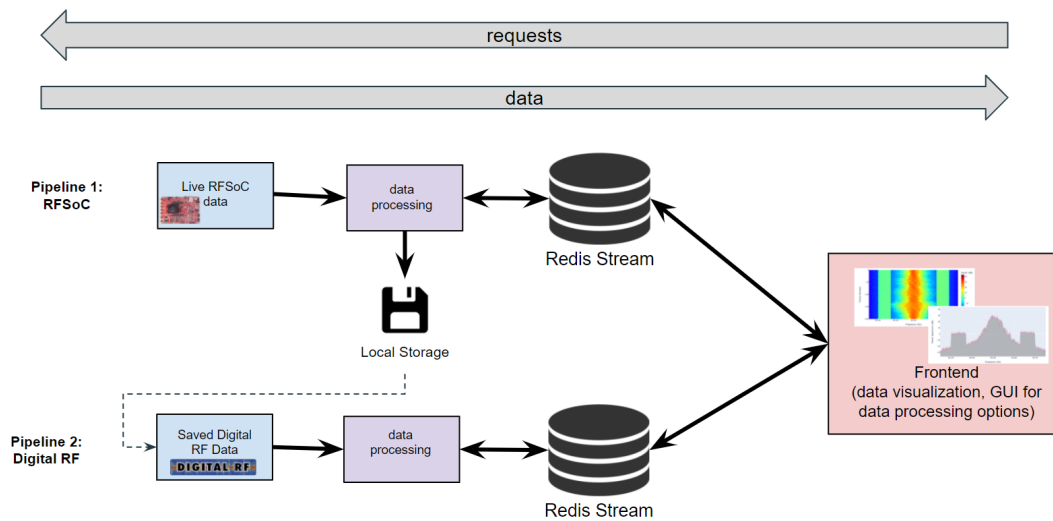 requests
data
Pipeline 1:
RFSoC
Live RFSoC
data
data
processing
Redis Stream
Local Storage
Frontend
(data visualization, GUI for
data processing options)
Pipeline 2:
Digital RF
Saved Digital
RF Data
DIGITAL RF
data
processing
Redis Stream